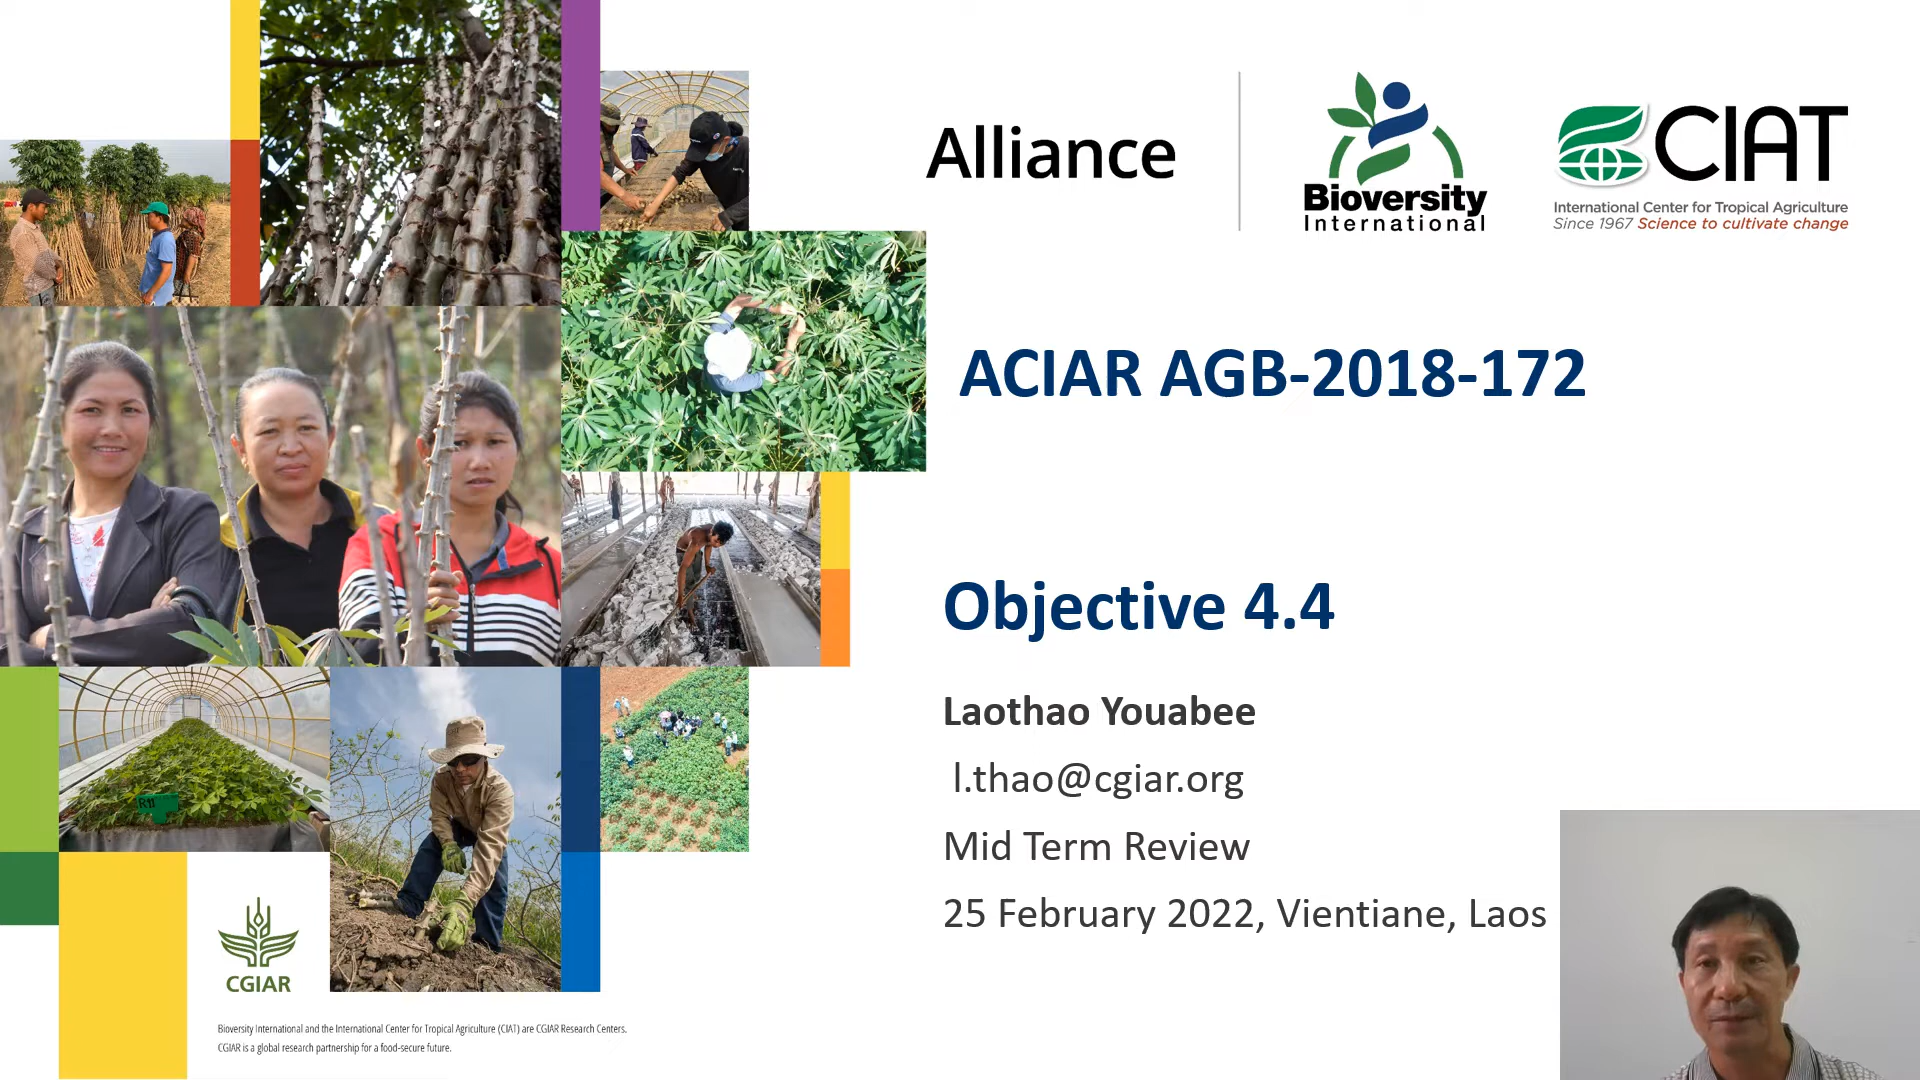 Alliance
Bioversity
International
CIAT
International Center for Tropical Agriculture
Since 1967 Science to cultivate change
ACIAR AGB-2018-172
Objective 4.4
Laothao Youabee
l.thao@cgiar.org
Mid Term Review
25 February 2022, Vientiane, Laos
CGIAR
Bioversity International and the International Center for Tropical Agriculture (CIAT) are CGIAR Research Centers.
CGIAR is a global research partnership for a food-secure future.